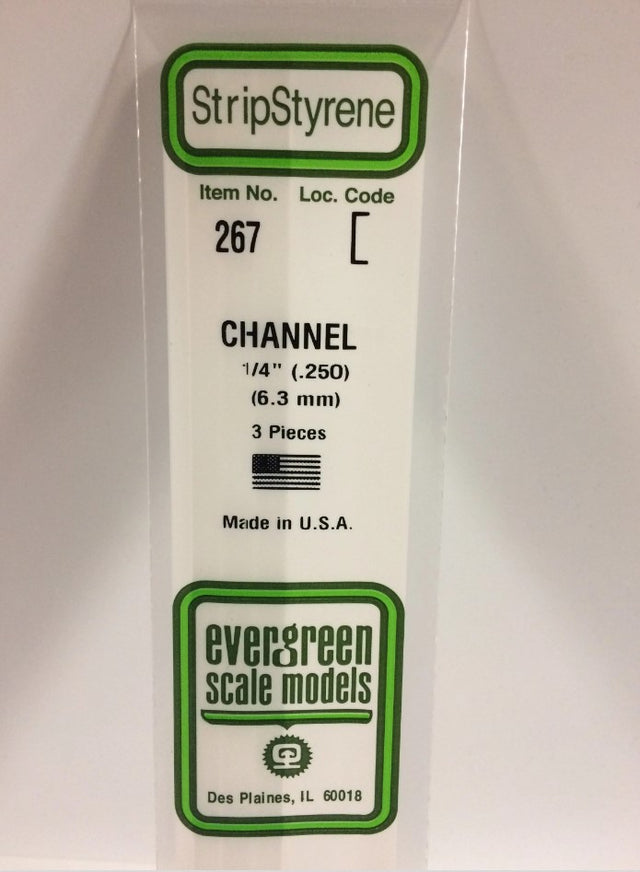 StripStyrene
Item No. Loc. Code
267 [
CHANNEL
1/4" (.250)
(6.3 mm)
3 Pieces
Made in U.S.A.
evergreen
scale models
Des Plaines, IL 60018